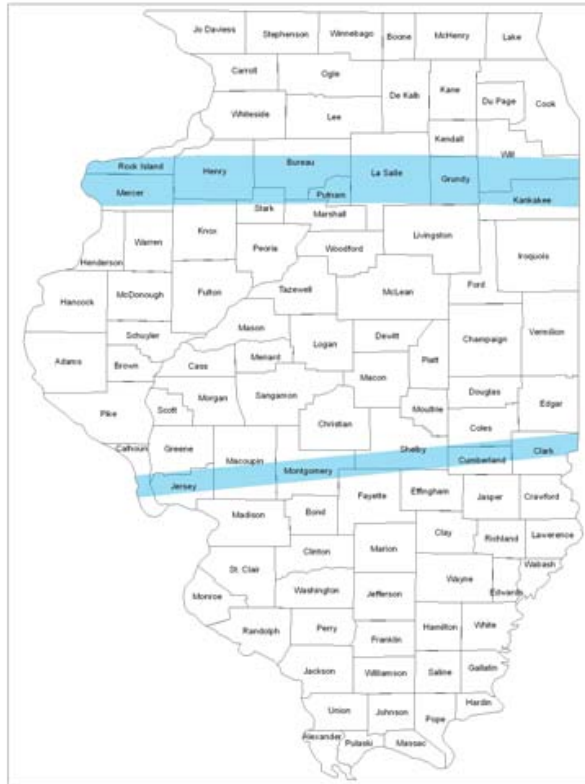 Jo Daviess
Stephenson
Winnebago
Boone
McHenry
Lake
Carroll
Ogle
De Kalb
Kane
Du Page
Cook
Whiteside
Lee
Kendall
Will
Rock Island
Henry
Bureau
La Salle
Grundy
Mercer
Putnam
Kankakee
Stark
Marshall
Livingston
Henderson
Warren
Knox
Peoria
Woodford
Iroquois
Hancock
McDonough
Fulton
Tazewell
McLean
Ford
Schuyler
Mason
Logan
Dewitt
Champaign
Vermilion
Adams
Brown
Cass
Menard
Macon
Piatt
Douglas
Edgar
Pike
Scott
Morgan
Sangamon
Christian
Moultrie
Coles
Calhoun
Greene
Macoupin
Montgomery
Shelby
Cumberland
Clark
Jersey
Fayette
Effingham
Jasper
Crawford
Madison
Bond
Clay
Richland
Lawerence
Clinton
Marion
Wabash
St. Clair
Washington
Jefferson
Wayne
Edwards
Monroe
Randolph
Perry
Franklin
Hamilton
White
Jackson
Williamson
Saline
Gallatin
Union
Johnson
Pope
Hardin
Alexander
Pulaski
Massac